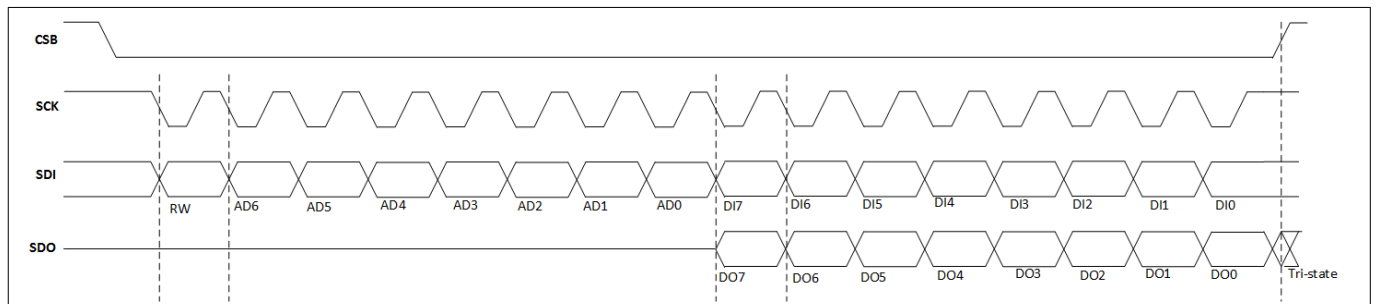 CSB
SCK
SDI
RW AD6 AD5 AD4 AD3 AD2 AD1 AD0 DI7 DI6 DI5 DI4 DI3 DI2 DI1 DI0
SDO
DO7 DO6 DO5 DO4 DO3 DO2 DO1 DO0 Tri-state